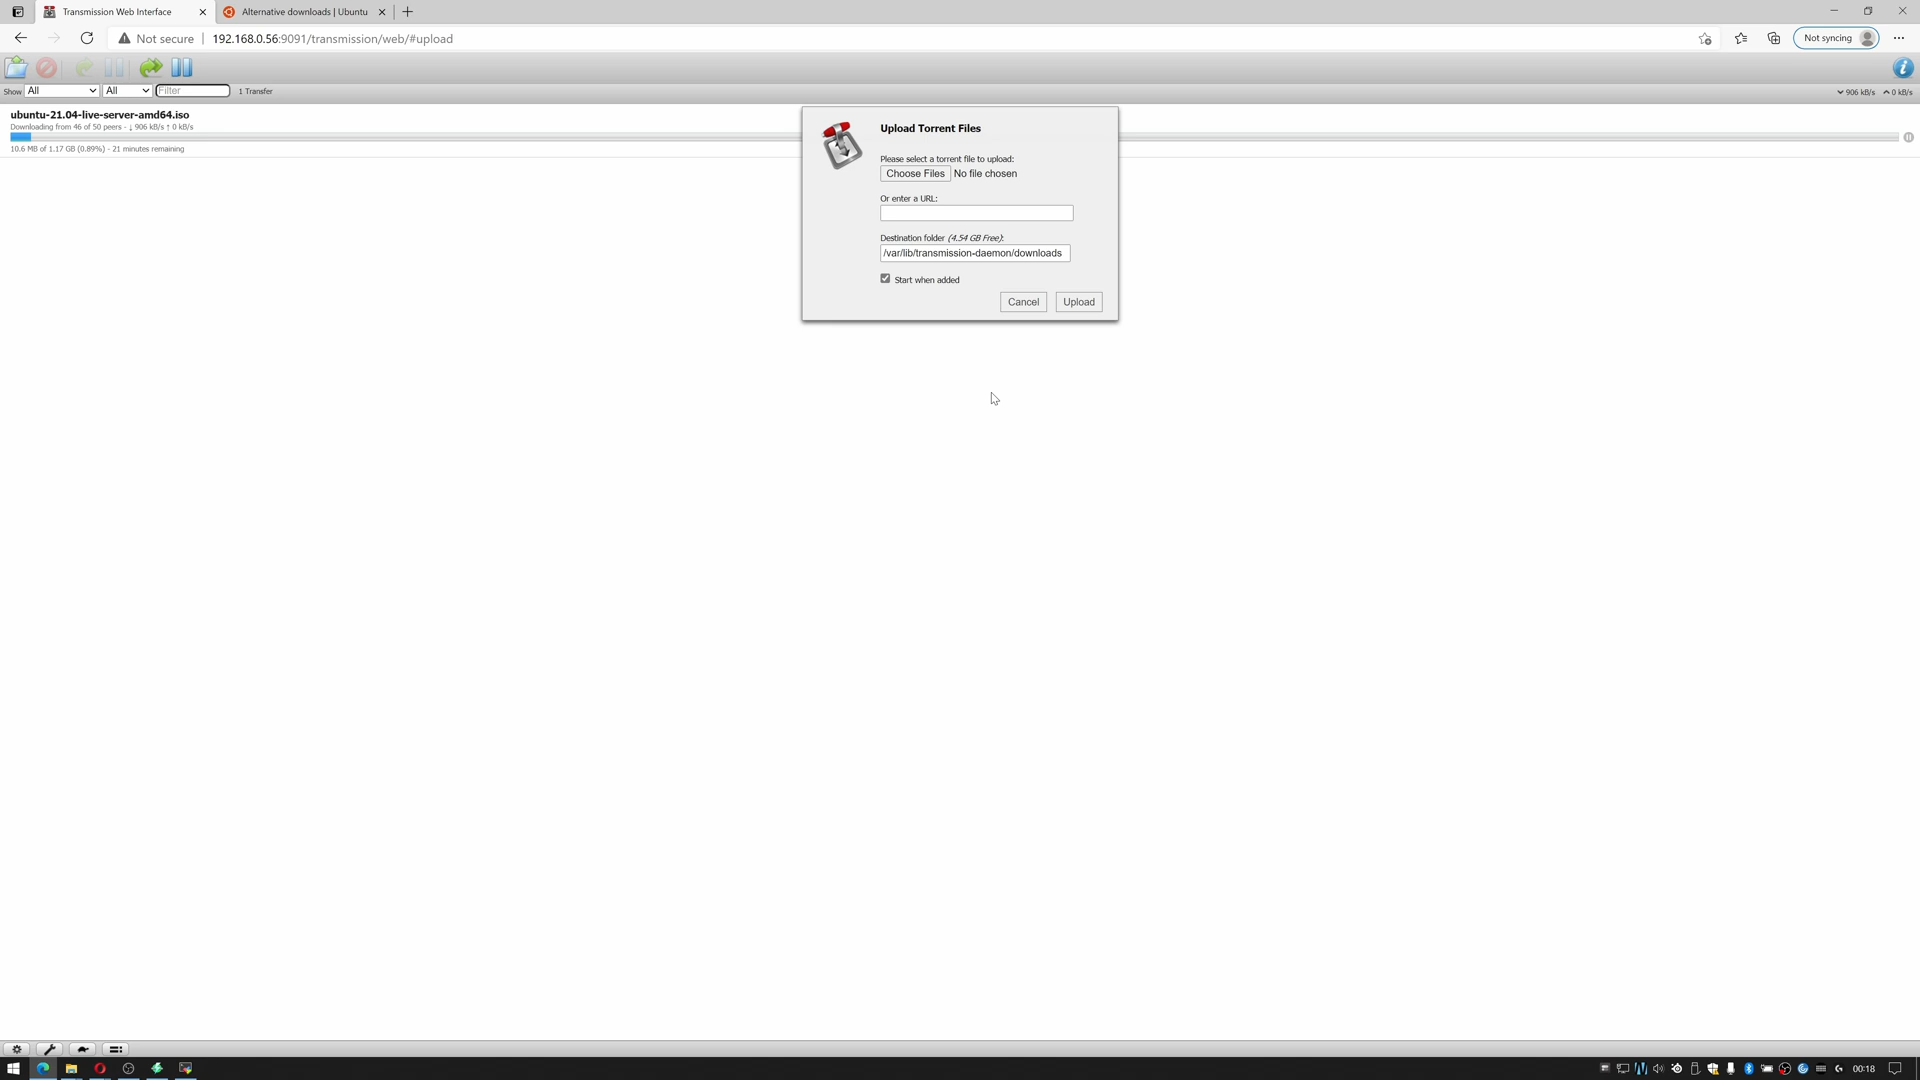 Transmission Web Interface
Alternative downloads | Ubuntu
Not secure
192.168.0.56:9091/transmission/web/#upload
Not syncing
Show All All Filter 1 Transfer
906 kB/s 0 kB/s
ubuntu-21.04-live-server-amd64.iso
Downloading from 46 of 50 peers - ↓ 906 kB/s ↑ 0 kB/s
10.6 MB of 1.17 GB (0.89%) - 21 minutes remaining
Upload Torrent Files
Please select a torrent file to upload:
Choose Files No file chosen
Or enter a URL:
Destination folder (4.54 GB Free):
/var/lib/transmission-daemon/downloads
Start when added
Cancel Upload
00:18